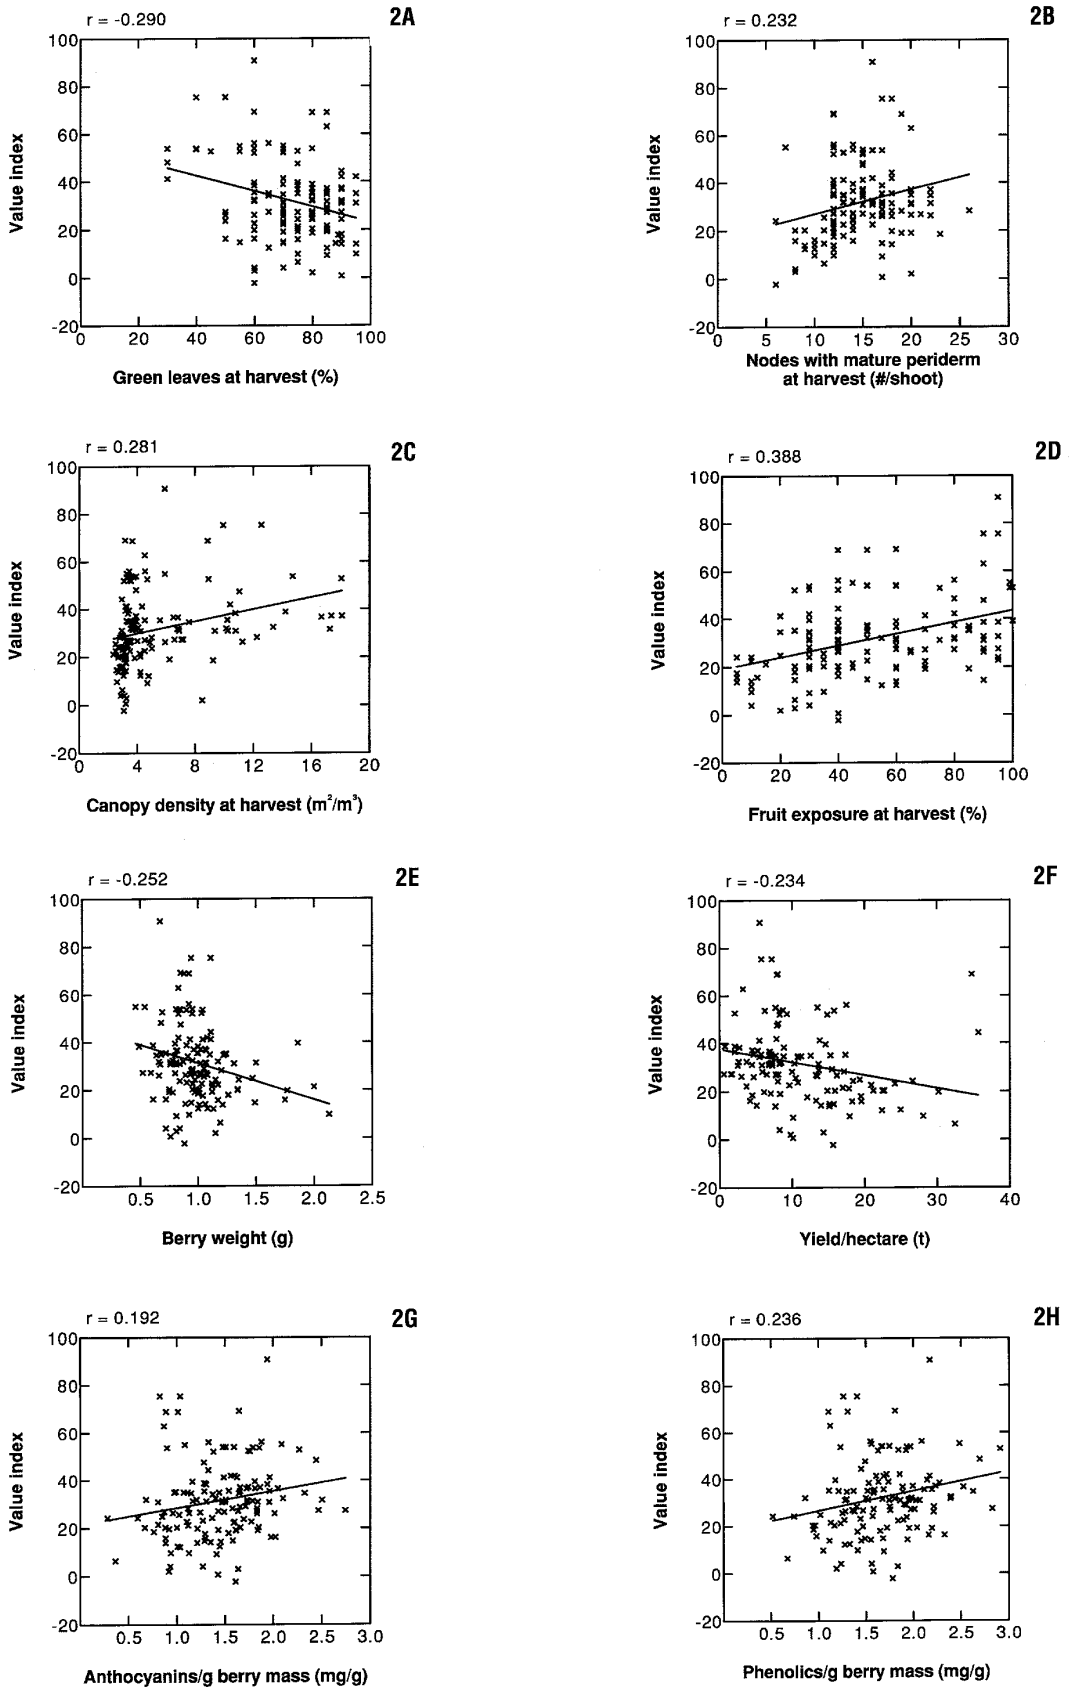 r = -0.290
2A
100
80
60
40
20
0
-20
Value index
0 20 40 60 80 100
Green leaves at harvest (%)
r = 0.232
2B
100
80
60
40
20
0
-20
Value index
0 5 10 15 20 25 30
Nodes with mature periderm
at harvest (#/shoot)
r = 0.281
2C
100
80
60
40
20
0
-20
Value index
0 4 8 12 16 20
Canopy density at harvest (m²/m³)
r = 0.388
2D
100
80
60
40
20
0
-20
Value index
0 20 40 60 80 100
Fruit exposure at harvest (%)
r = -0.252
2E
100
80
60
40
20
0
-20
Value index
0.5 1.0 1.5 2.0 2.5
Berry weight (g)
r = -0.234
2F
100
80
60
40
20
0
-20
Value index
0 10 20 30 40
Yield/hectare (t)
r = 0.192
2G
100
80
60
40
20
0
-20
Value index
0.5 1.0 1.5 2.0 2.5 3.0
Anthocyanins/g berry mass (mg/g)
r = 0.236
2H
100
80
60
40
20
0
-20
Value index
0.5 1.0 1.5 2.0 2.5 3.0
Phenolics/g berry mass (mg/g)